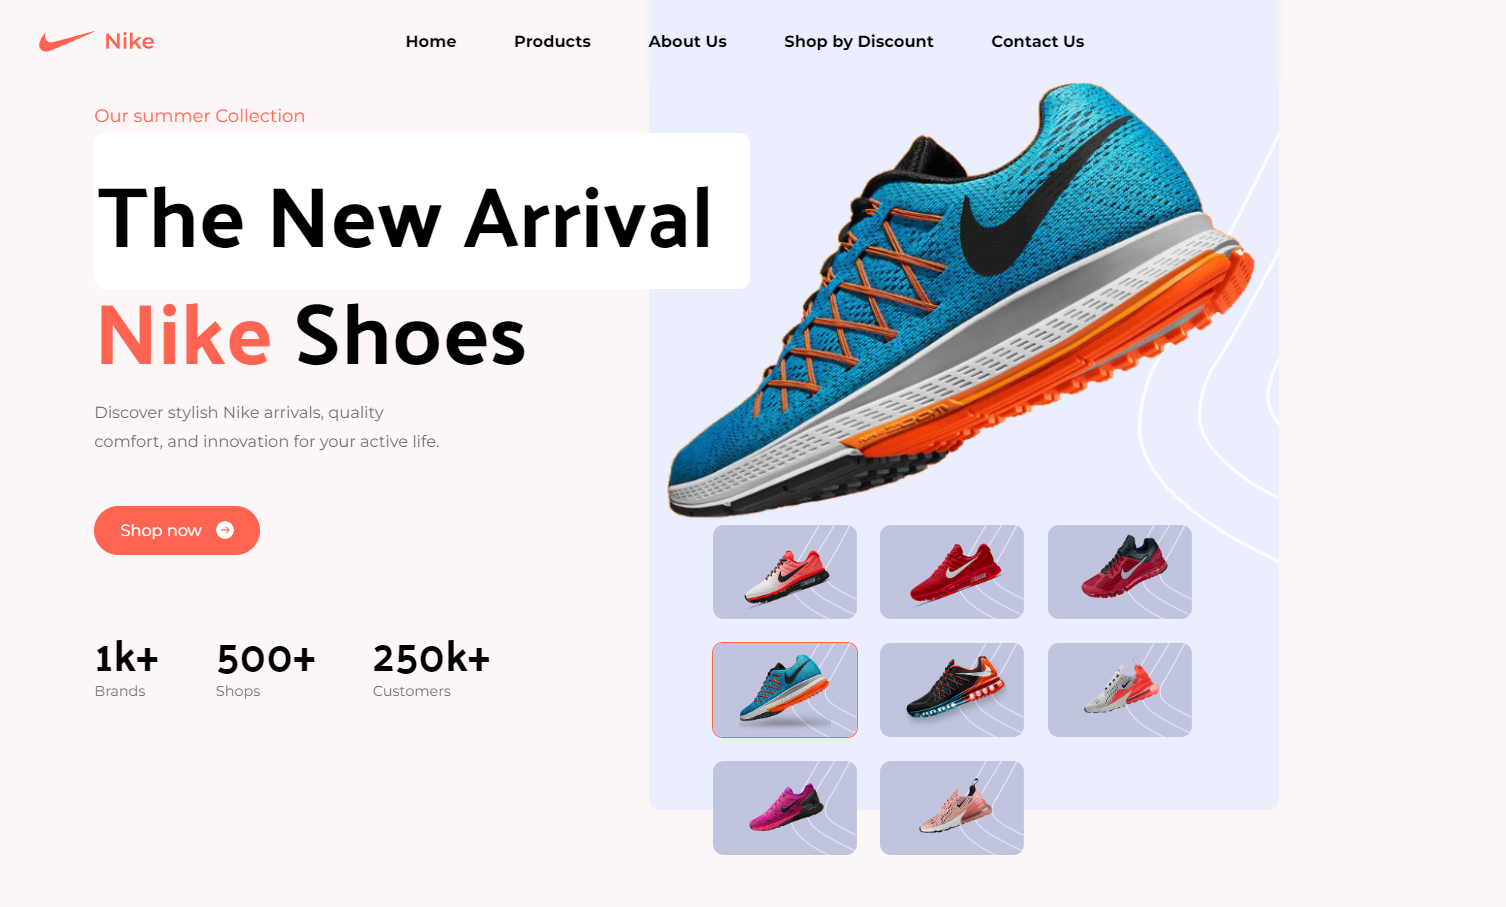 Nike
Home Products About Us Shop by Discount Contact Us
Our summer Collection
The New Arrival
Nike Shoes
Discover stylish Nike arrivals, quality
comfort, and innovation for your active life.
Shop now
1k+ 500+ 250k+
Brands Shops Customers